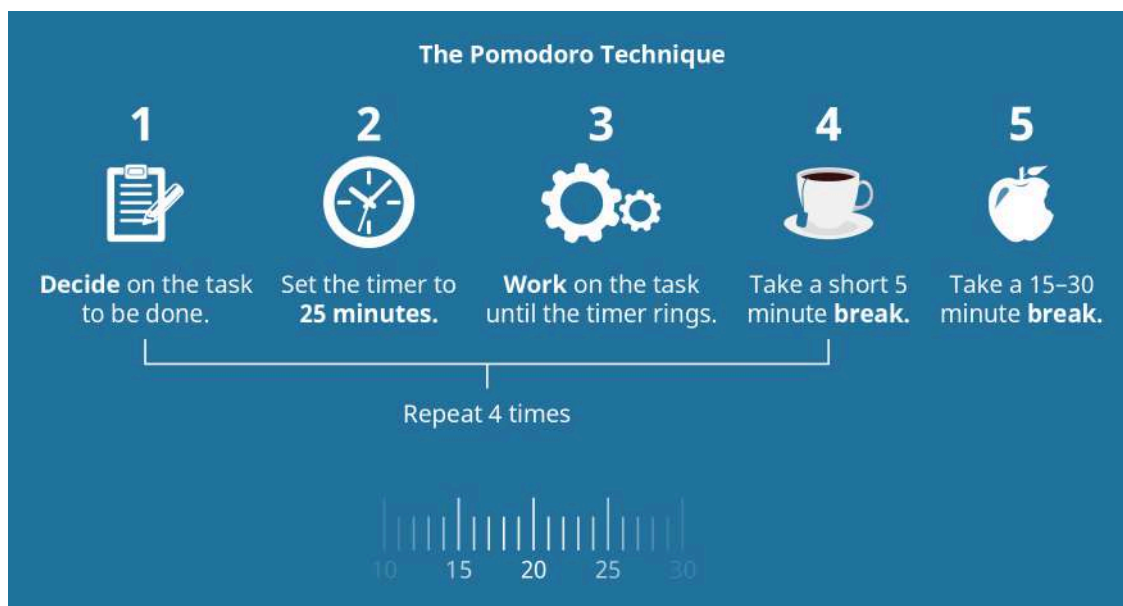 The Pomodoro Technique
1
2
3
4
5
Decide on the task
to be done.
Set the timer to
25 minutes.
Work on the task
until the timer rings.
Take a short 5
minute break.
Take a 15–30
minute break.
Repeat 4 times
10 15 20 25 30